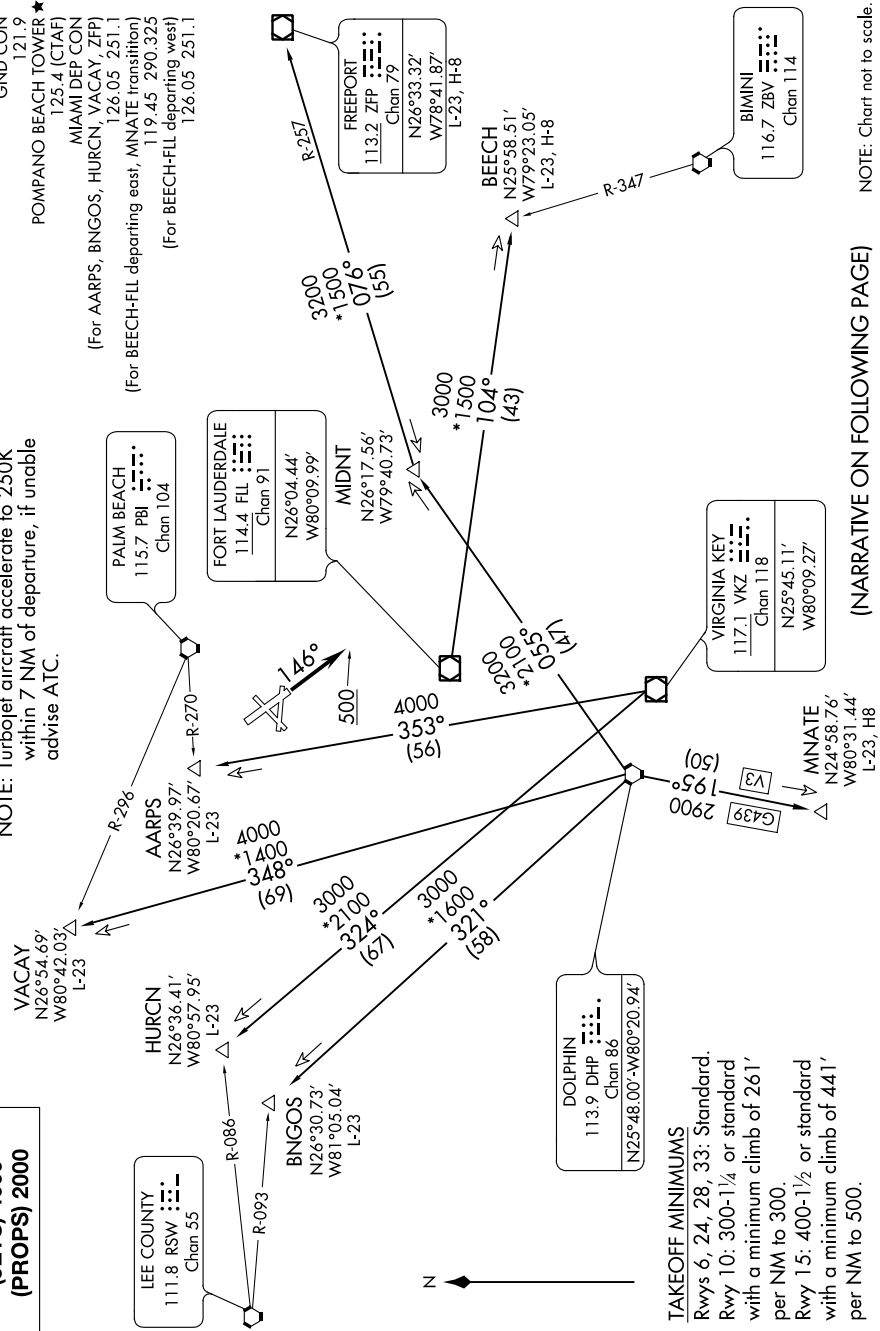 GND CON
121.9
POMPANO BEACH TOWER ★
125.4 (CTAF)
MIAMI DEP CON
(For AARPS, BNGOS, HURCN, VACAY, ZFP)
126.05 251.1
(For BEECH-FLL departing east, MNATE transititon)
119.45 290.325
(For BEECH-FLL departing west)
126.05 251.1
NOTE: Turbojet aircraft accelerate to 250K
within 7 NM of departure, if unable
advise ATC.
(PROPS) 2000
VACAY
N26°54.69'
W80°42.03'
L-23
R-296
PALM BEACH
115.7 PBI
Chan 104
R-270
AARPS
N26°39.97'
W80°20.67'
L-23
HURCN
N26°36.41'
W80°57.95'
L-23
BNGOS
N26°30.73'
W81°05.04'
L-23
LEE COUNTY
111.8 RSW
Chan 55
R-086
R-093
146°
500
FORT LAUDERDALE
114.4 FLL
Chan 91
N26°04.44'
W80°09.99'
MIDNT
N26°17.56'
W79°40.73'
FREEPORT
113.2 ZFP
Chan 79
N26°33.32'
W78°41.87'
L-23, H-8
R-257
3200
*1500
076°
(55)
BEECH
N25°58.51'
W79°23.05'
L-23, H-8
R-347
BIMINI
116.7 ZBV
Chan 114
3000
*1500
104°
(43)
3200
*2100
055°
(47)
4000
353°
(56)
4000
*1400
348°
(69)
3000
*2100
324°
(67)
3000
*1600
321°
(58)
VIRGINIA KEY
117.1 VKZ
Chan 118
N25°45.11'
W80°09.27'
DOLPHIN
113.9 DHP
Chan 86
N25°48.00'-W80°20.94'
2900
195°
(50)
G439
V3
MNATE
N24°58.76'
W80°31.44'
L-23, H8
N
TAKEOFF MINIMUMS
Rwys 6, 24, 28, 33: Standard.
Rwy 10: 300-1¼ or standard
with a minimum climb of 261'
per NM to 300.
Rwy 15: 400-1½ or standard
with a minimum climb of 441'
per NM to 500.
(NARRATIVE ON FOLLOWING PAGE)
NOTE: Chart not to scale.